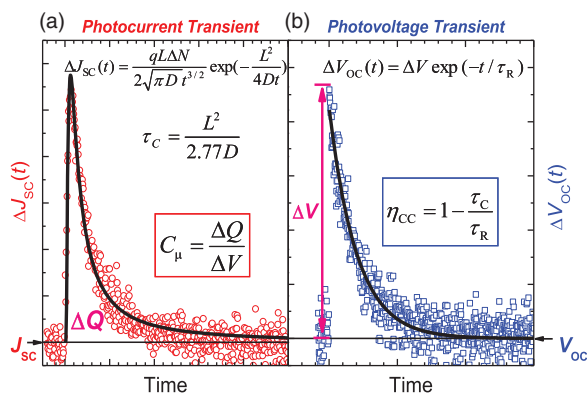 (a) Photocurrent Transient
ΔJ_SC(t) = qLΔN / (2√(πD) t^{3/2}) exp(−L²/4Dt)
τ_C = L² / 2.77D
C_μ = ΔQ / ΔV
ΔQ
J_SC
ΔJ_SC(t)
Time
(b) Photovoltage Transient
ΔV_OC(t) = ΔV exp(−t/τ_R)
ΔV
η_CC = 1 − τ_C / τ_R
ΔV_OC(t)
V_OC
Time